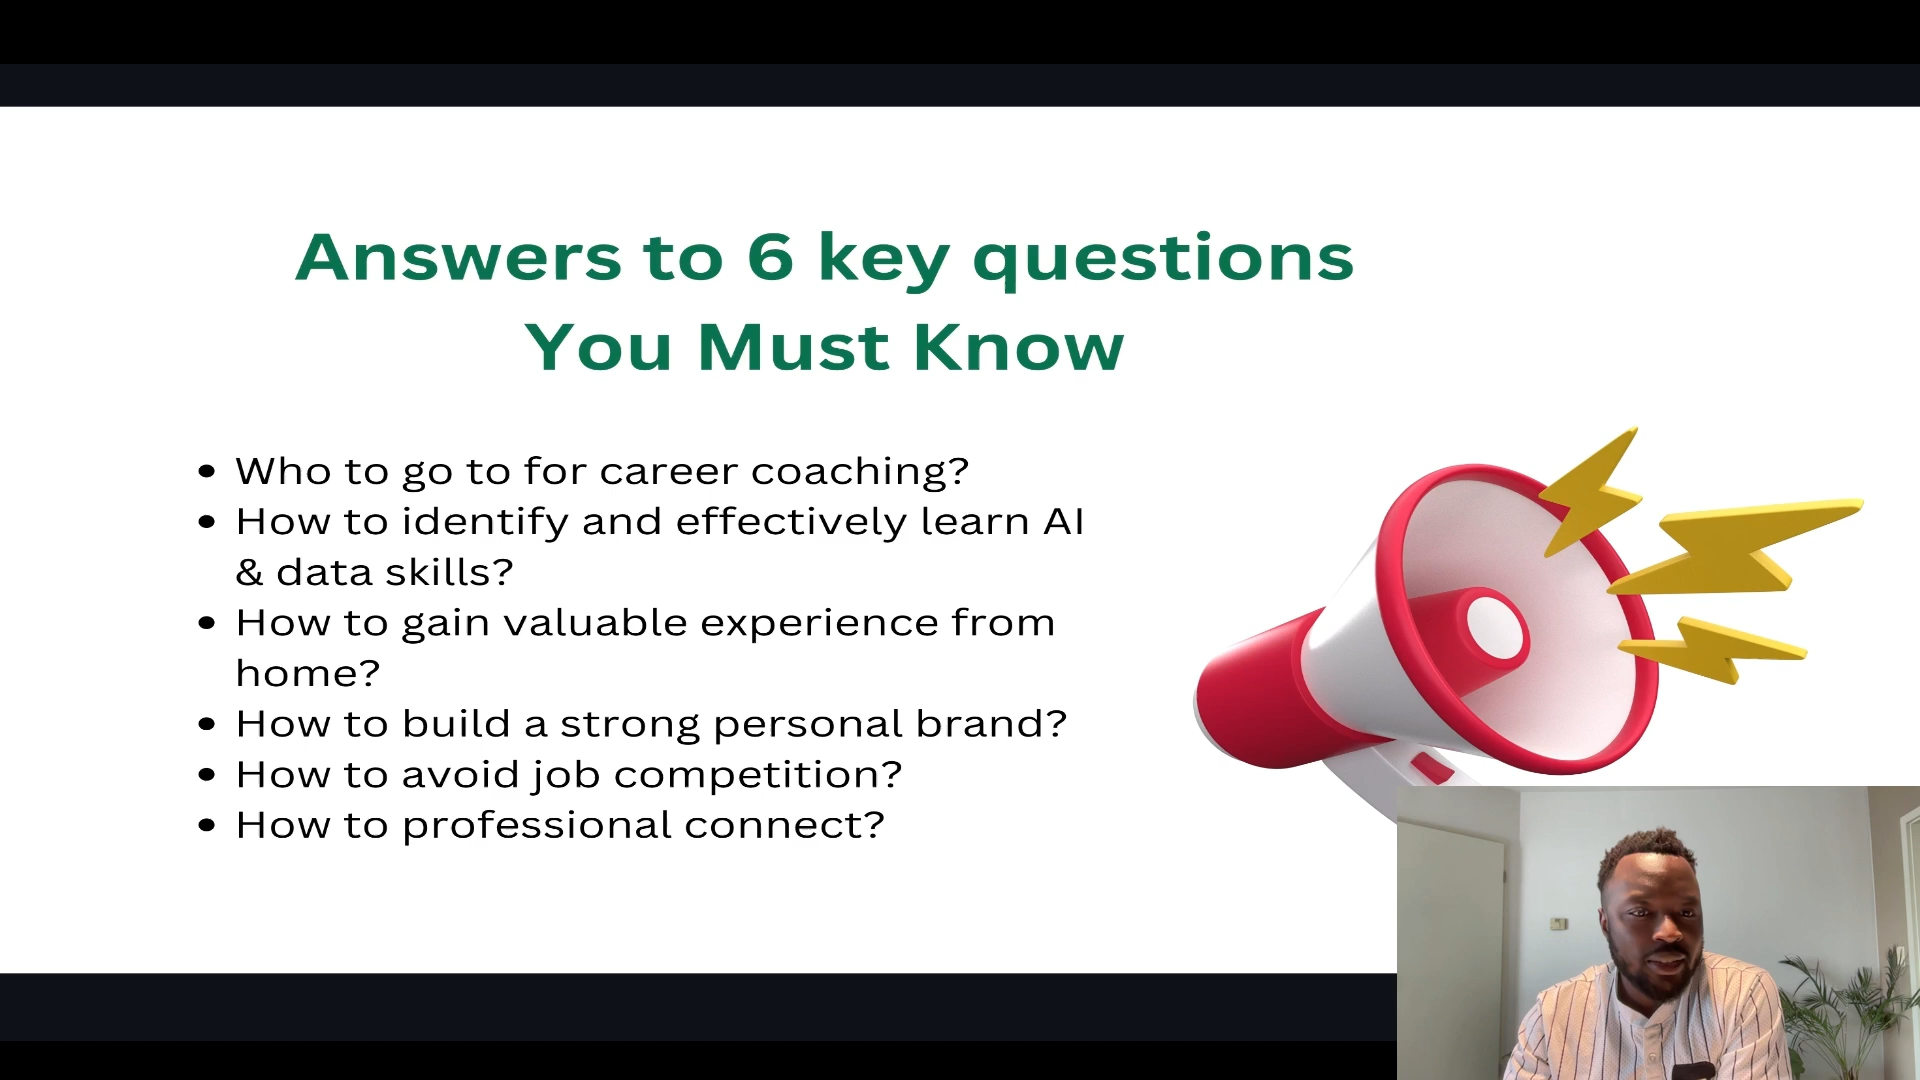 Answers to 6 key questions
You Must Know
• Who to go to for career coaching?
• How to identify and effectively learn AI
& data skills?
• How to gain valuable experience from
home?
• How to build a strong personal brand?
• How to avoid job competition?
• How to professional connect?